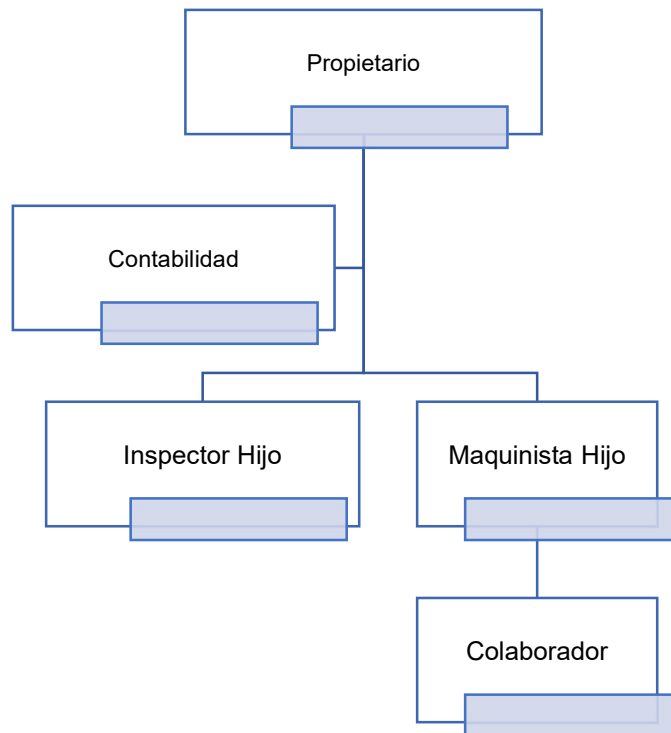 Propietario
Contabilidad
Inspector Hijo
Maquinista Hijo
Colaborador